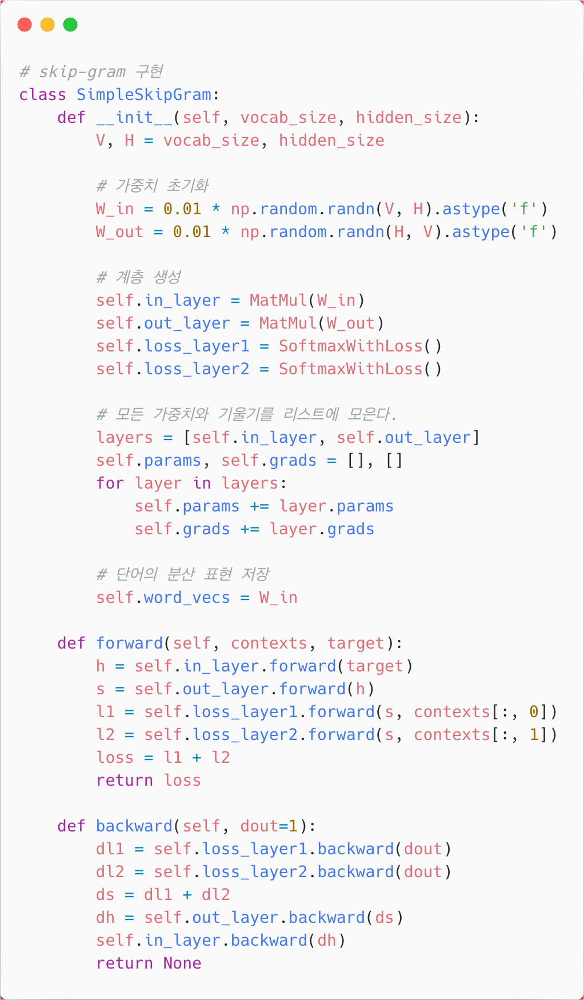 # skip-gram 구현
class SimpleSkipGram:
    def __init__(self, vocab_size, hidden_size):
        V, H = vocab_size, hidden_size

        # 가중치 초기화
        W_in = 0.01 * np.random.randn(V, H).astype('f')
        W_out = 0.01 * np.random.randn(H, V).astype('f')

        # 계층 생성
        self.in_layer = MatMul(W_in)
        self.out_layer = MatMul(W_out)
        self.loss_layer1 = SoftmaxWithLoss()
        self.loss_layer2 = SoftmaxWithLoss()

        # 모든 가중치와 기울기를 리스트에 모은다.
        layers = [self.in_layer, self.out_layer]
        self.params, self.grads = [], []
        for layer in layers:
            self.params += layer.params
            self.grads += layer.grads

        # 단어의 분산 표현 저장
        self.word_vecs = W_in

    def forward(self, contexts, target):
        h = self.in_layer.forward(target)
        s = self.out_layer.forward(h)
        l1 = self.loss_layer1.forward(s, contexts[:, 0])
        l2 = self.loss_layer2.forward(s, contexts[:, 1])
        loss = l1 + l2
        return loss

    def backward(self, dout=1):
        dl1 = self.loss_layer1.backward(dout)
        dl2 = self.loss_layer2.backward(dout)
        ds = dl1 + dl2
        dh = self.out_layer.backward(ds)
        self.in_layer.backward(dh)
        return None